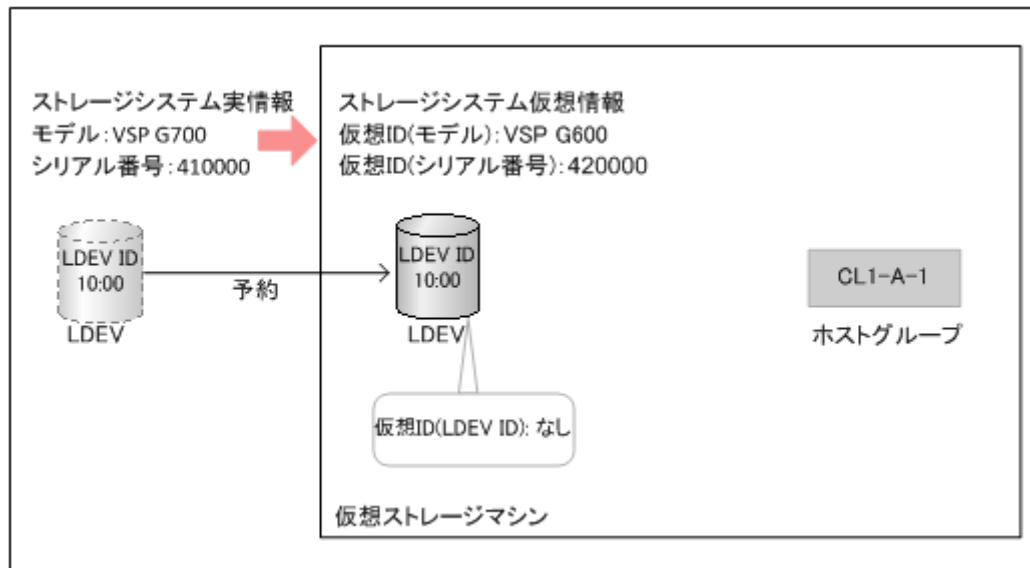 ストレージシステム実情報
モデル:VSP G700
シリアル番号:410000
ストレージシステム仮想情報
仮想ID(モデル):VSP G600
仮想ID(シリアル番号):420000
LDEV ID
10:00
LDEV
予約
LDEV ID
10:00
LDEV
仮想ID(LDEV ID): なし
CL1-A-1
ホストグループ
仮想ストレージマシン